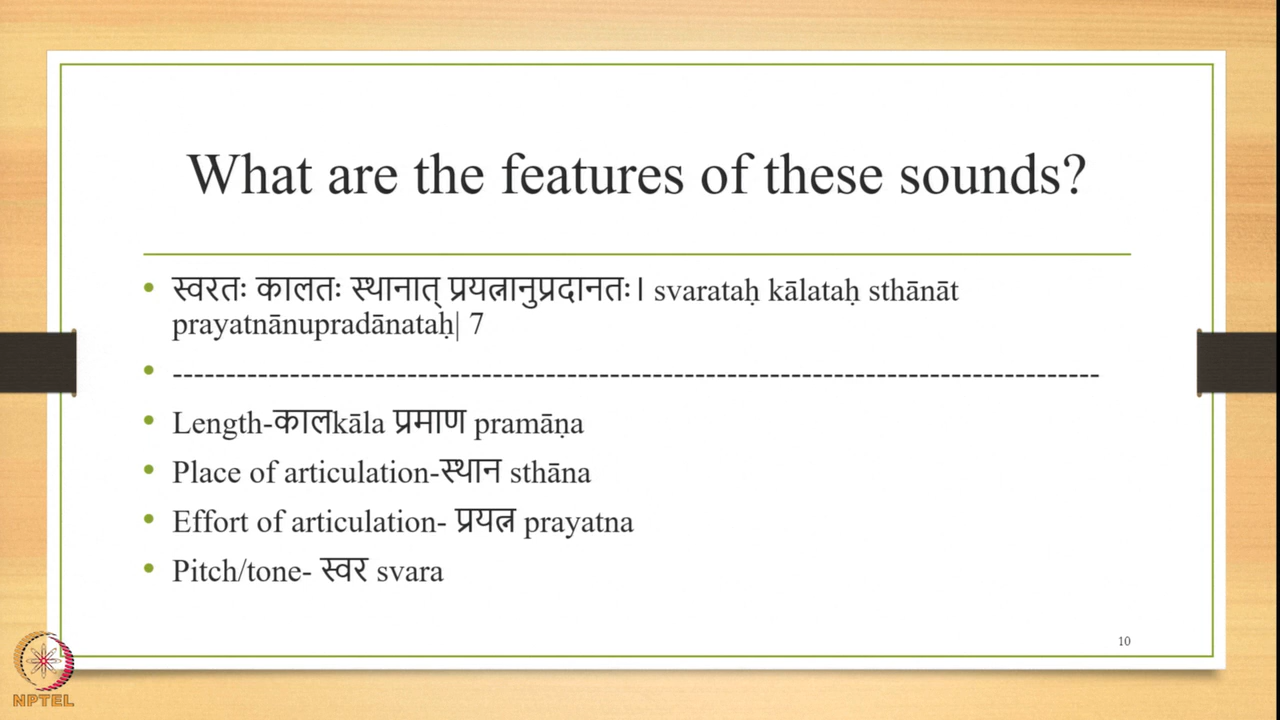 What are the features of these sounds?
• स्वरतः कालतः स्थानात् प्रयत्नानुप्रदानतः। svarataḥ kālataḥ sthānāt
prayatnānupradānataḥ| 7
• ---------------------------------------------------------------------------------------
• Length-कालkāla प्रमाण pramāṇa
• Place of articulation-स्थान sthāna
• Effort of articulation- प्रयत्न prayatna
• Pitch/tone- स्वर svara
10
NPTEL